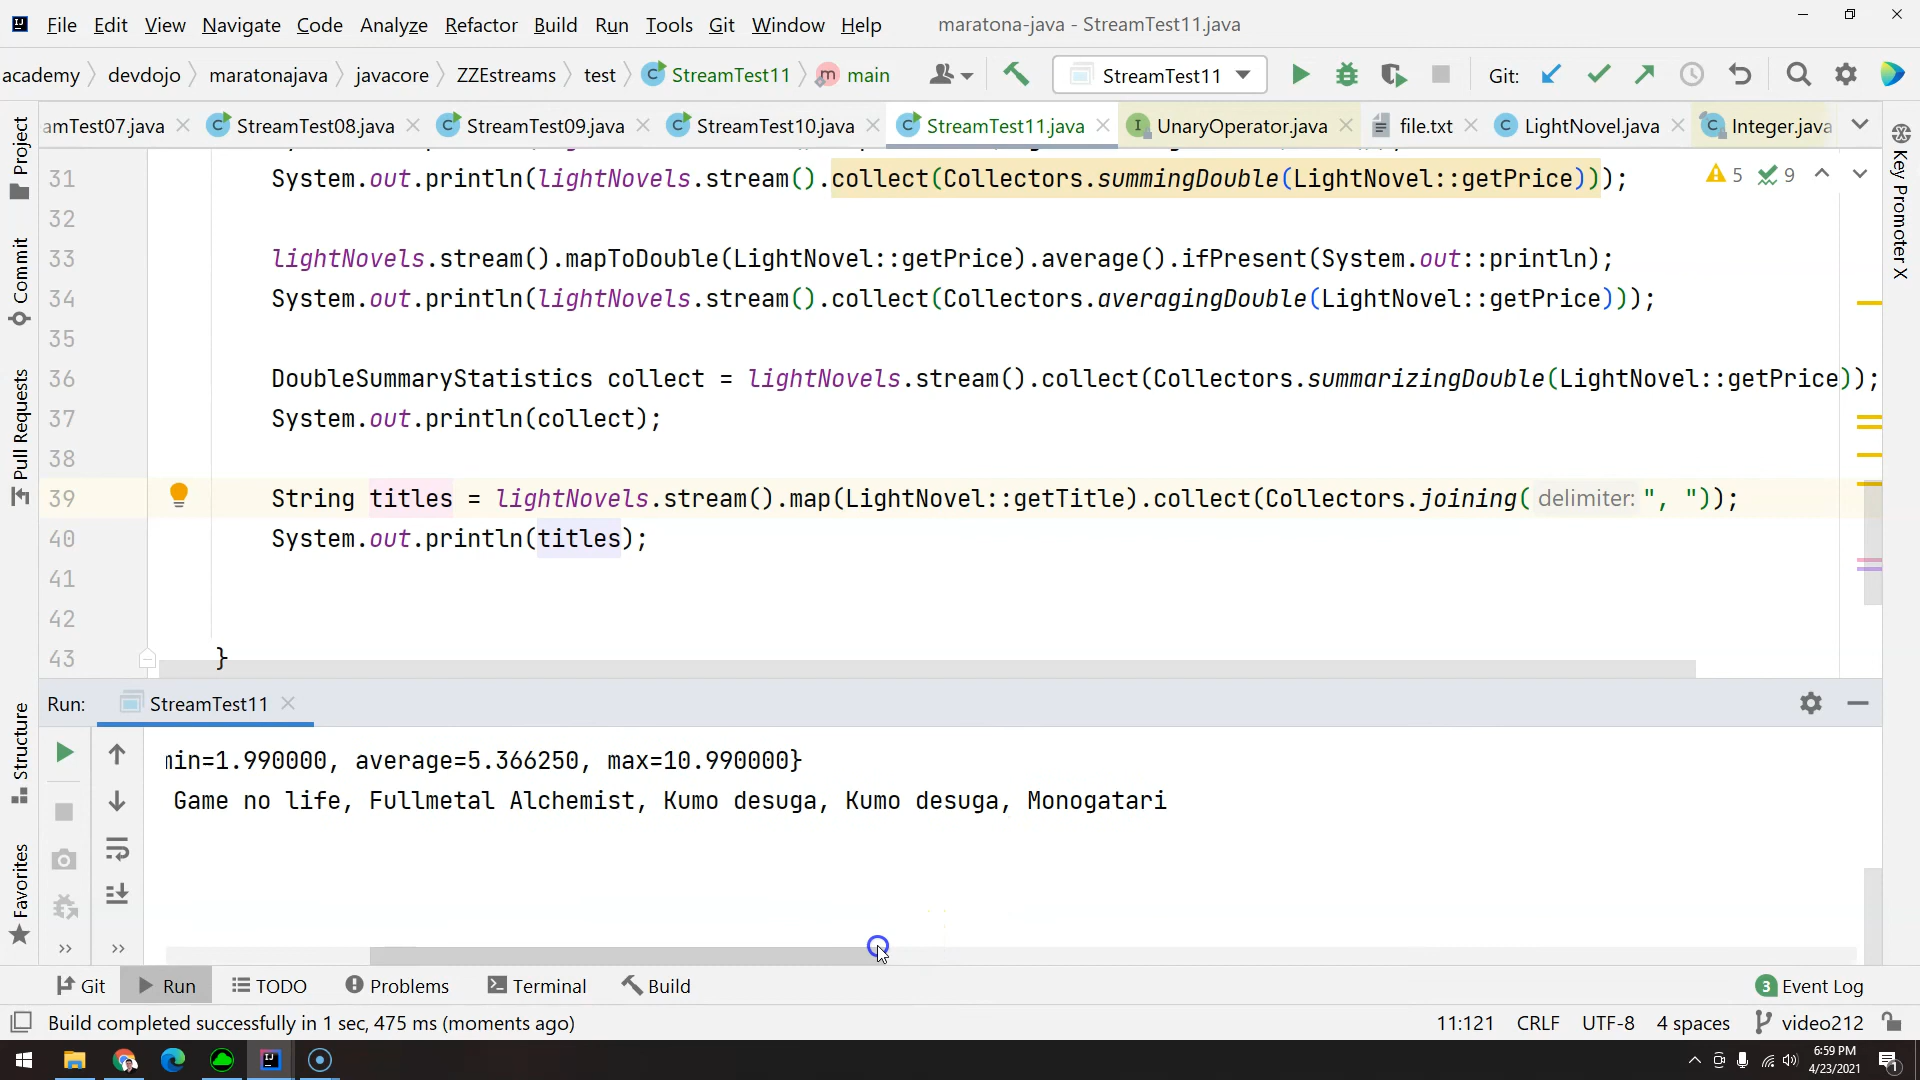 File Edit View Navigate Code Analyze Refactor Build Run Tools Git Window Help maratona-java - StreamTest11.java
academy devdojo maratonajava javacore ZZEstreams test StreamTest11 main StreamTest11 Git:
amTest07.java StreamTest08.java StreamTest09.java StreamTest10.java StreamTest11.java UnaryOperator.java file.txt LightNovel.java Integer.java
31 System.out.println(lightNovels.stream().collect(Collectors.summingDouble(LightNovel::getPrice))); 5 9
32
33 lightNovels.stream().mapToDouble(LightNovel::getPrice).average().ifPresent(System.out::println);
34 System.out.println(lightNovels.stream().collect(Collectors.averagingDouble(LightNovel::getPrice)));
35
36 DoubleSummaryStatistics collect = lightNovels.stream().collect(Collectors.summarizingDouble(LightNovel::getPrice));
37 System.out.println(collect);
38
39 String titles = lightNovels.stream().map(LightNovel::getTitle).collect(Collectors.joining( delimiter: ", "));
40 System.out.println(titles);
41
42
43 }
Project
Commit
Pull Requests
Structure
Favorites
Key Promoter X
Run: StreamTest11
min=1.990000, average=5.366250, max=10.990000}
Game no life, Fullmetal Alchemist, Kumo desuga, Kumo desuga, Monogatari
Git Run TODO Problems Terminal Build 3 Event Log
Build completed successfully in 1 sec, 475 ms (moments ago) 11:121 CRLF UTF-8 4 spaces video212
6:59 PM
4/23/2021
1